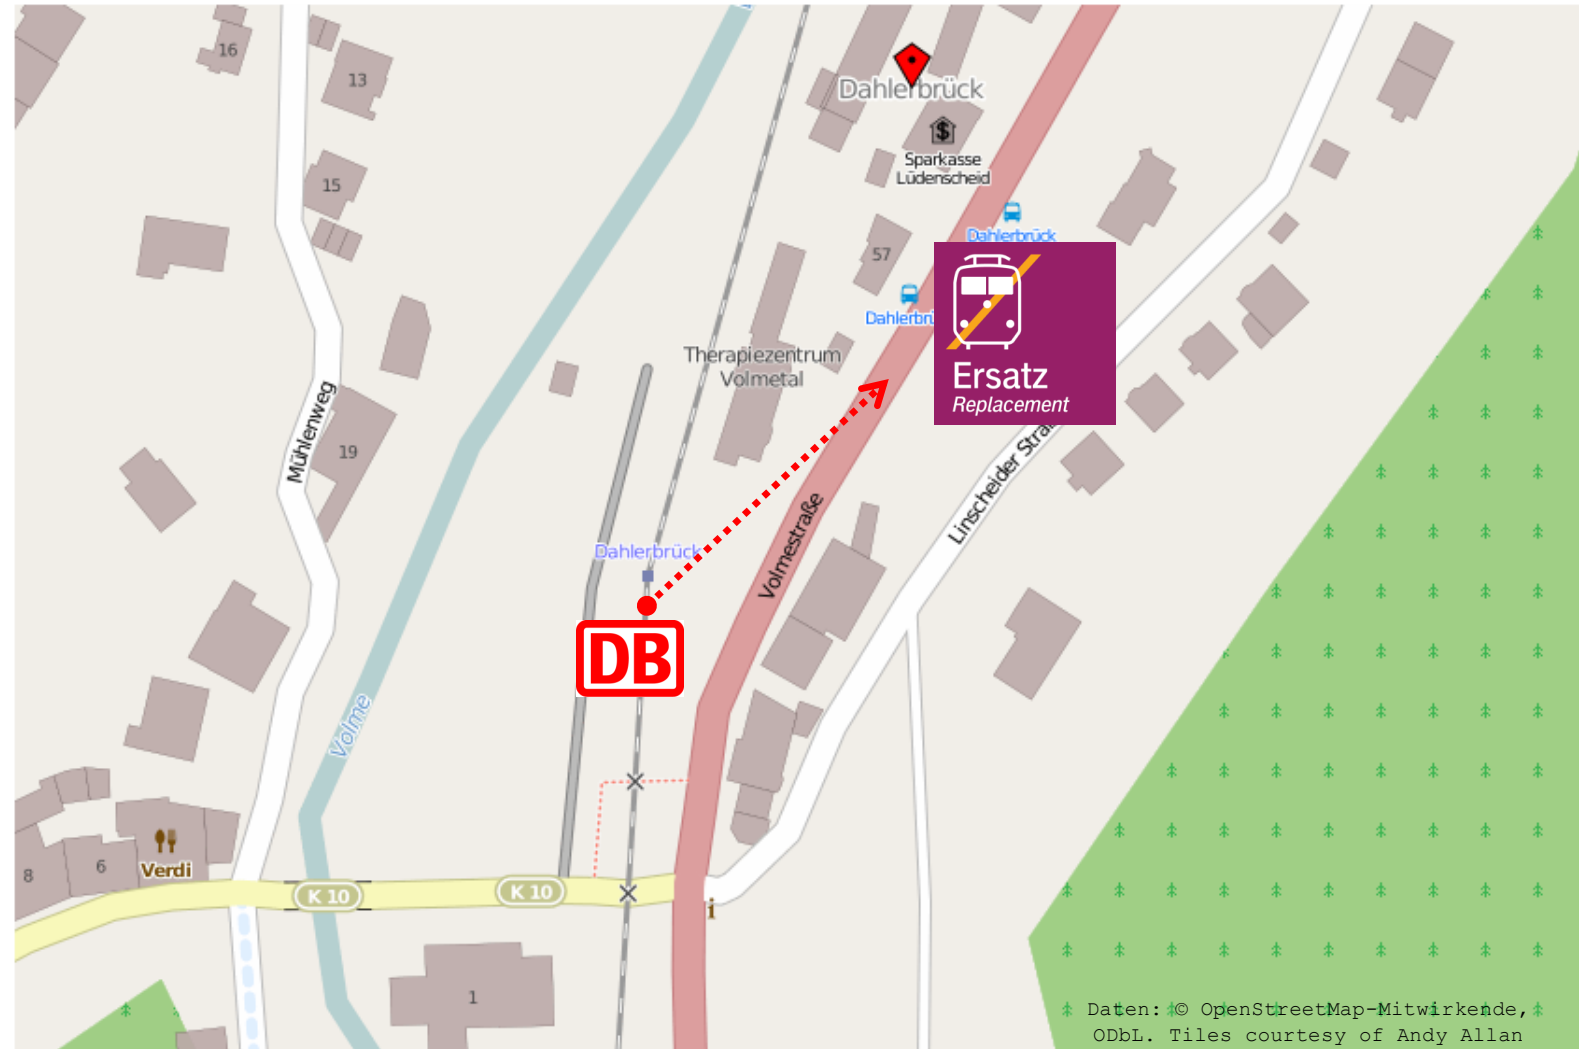 16
13
Dahlerbrück
$
Sparkasse
Lüdenscheid
15
Dahlerbrück
57
Dahlerbrü
Therapiezentrum
Volmetal
Ersatz
Replacement
Mühlenweg
19
Linscheider Straß
Volmestraße
Dahlerbrück
DB
Volme
Verdi
8
6
K 10
K 10
i
1
Daten: © OpenStreetMap-Mitwirkende,
ODbL. Tiles courtesy of Andy Allan